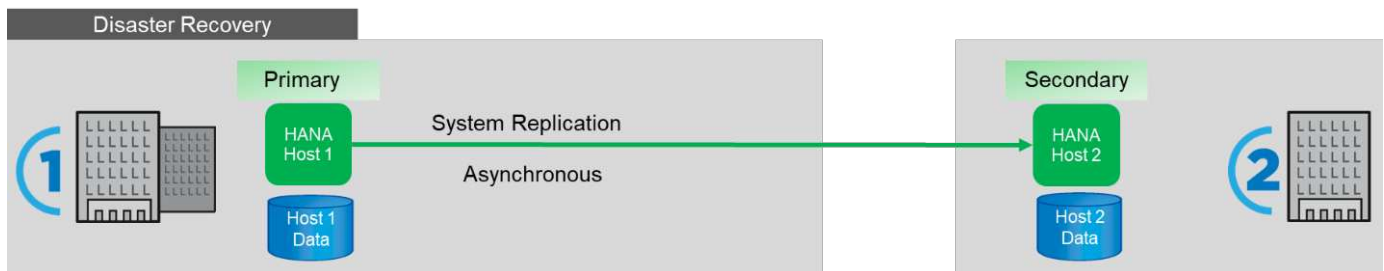 Disaster Recovery
Primary
Secondary
HANA
Host 1
System Replication
Asynchronous
HANA
Host 2
1
2
Host 1
Data
Host 2
Data